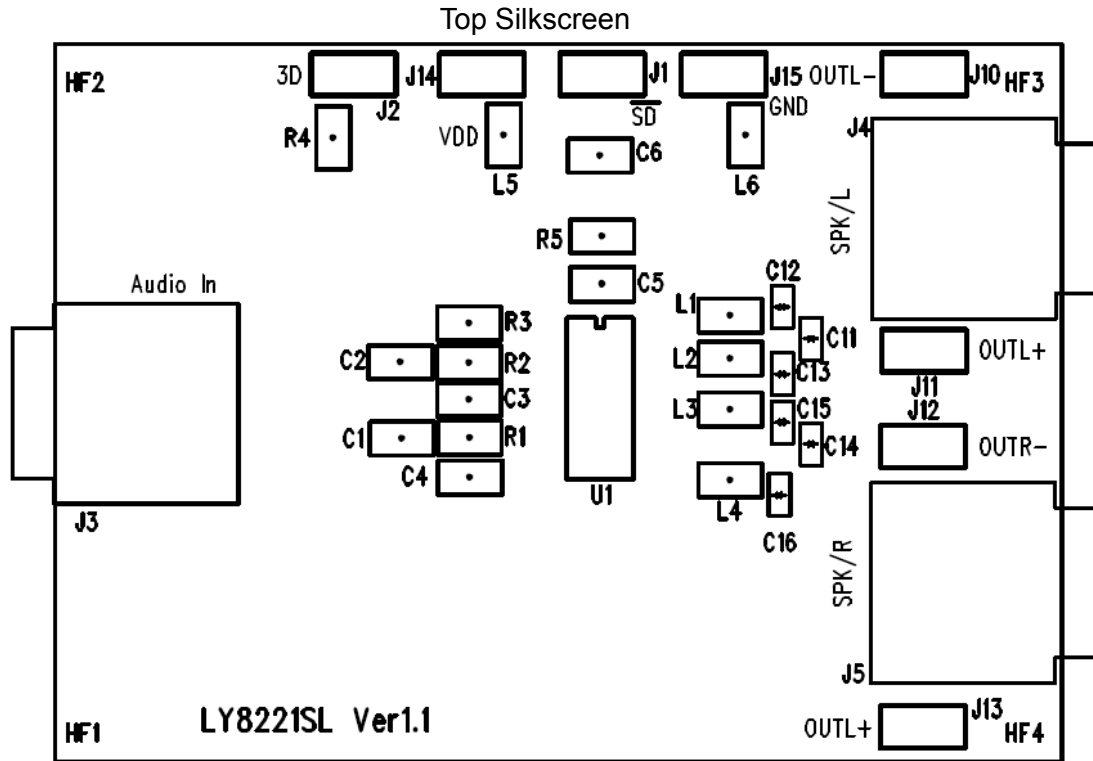 Top Silkscreen
HF2
3D
J2
J14
J1
SD
J15
GND
OUTL-
J10
HF3
R4
VDD
L5
C6
L6
J4
SPK/L
R5
C5
Audio In
C12
L1
C11
R3
C2
R2
L2
C13
OUTL+
J11
C3
L3
C15
J12
C1
R1
C14
OUTR-
C4
U1
L4
J3
C16
SPK/R
J5
LY8221SL Ver1.1
HF1
OUTL+
J13
HF4